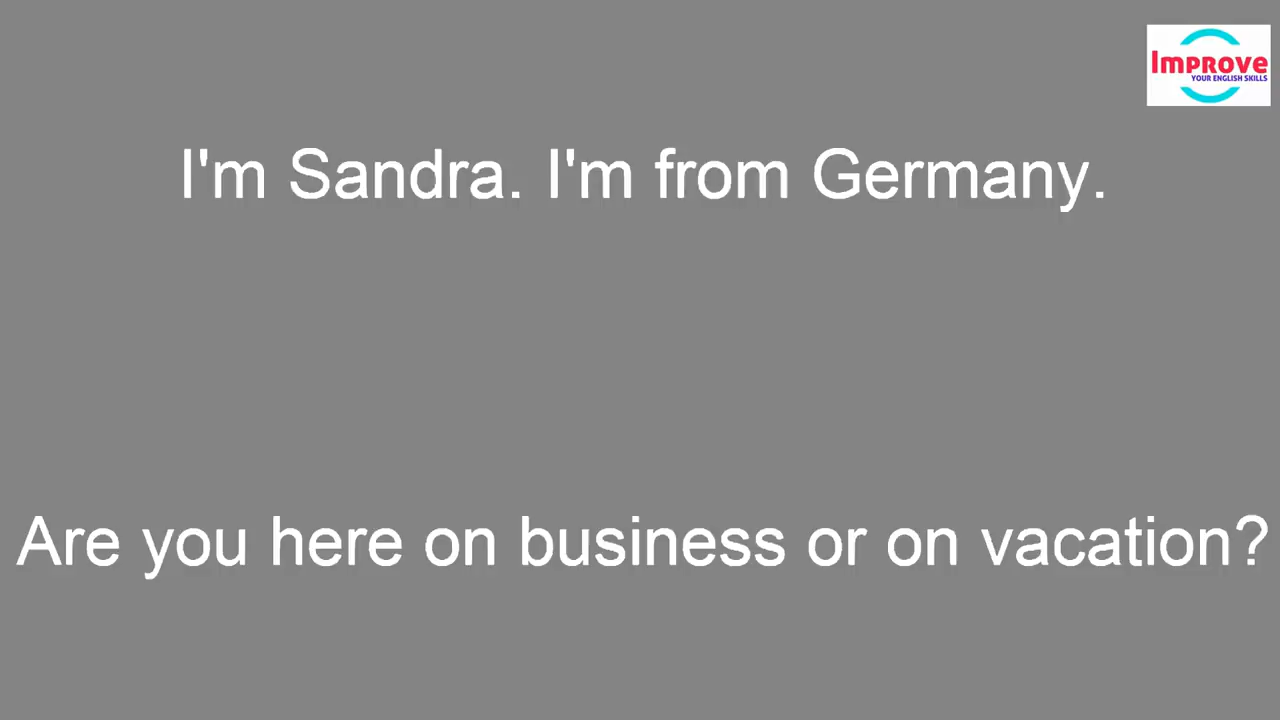 Improve
YOUR ENGLISH SKILLS
I'm Sandra. I'm from Germany.
Are you here on business or on vacation?